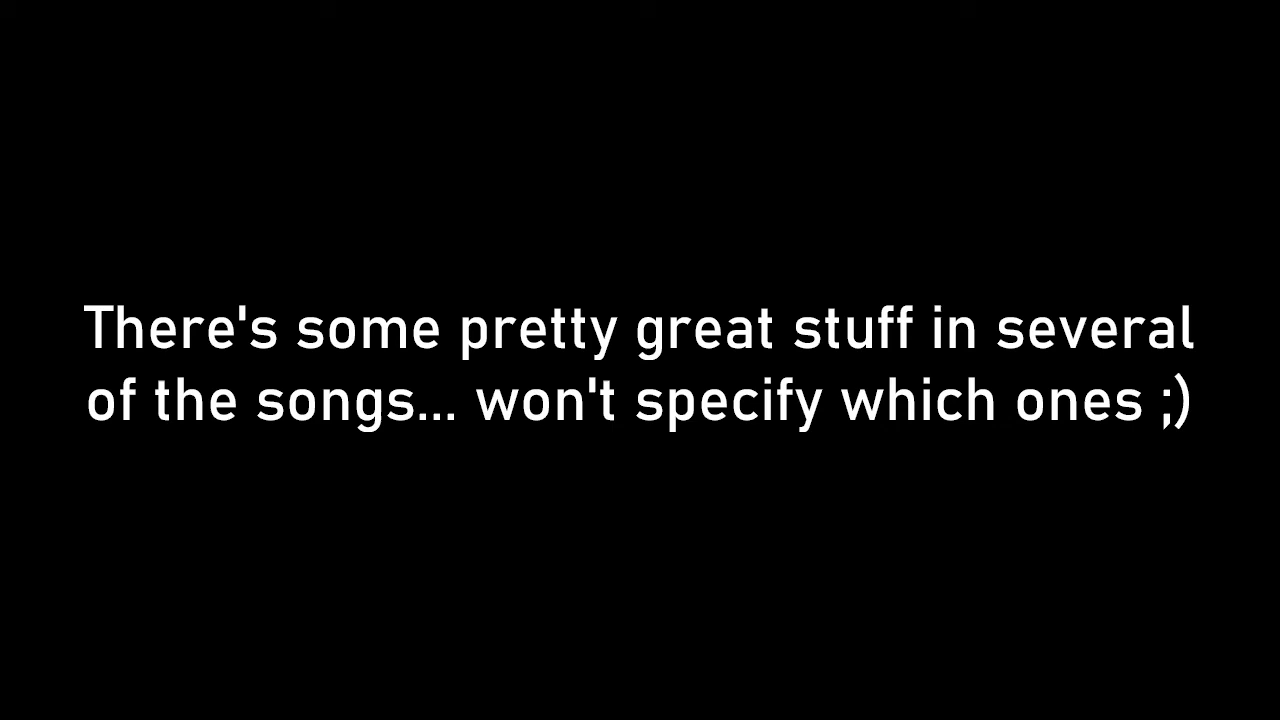 There's some pretty great stuff in several
of the songs... won't specify which ones ;)